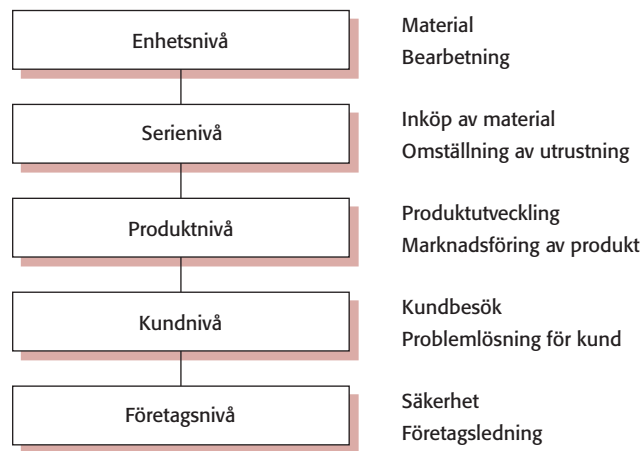 Enhetsnivå
Material
Bearbetning
Serienivå
Inköp av material
Omställning av utrustning
Produktnivå
Produktutveckling
Marknadsföring av produkt
Kundnivå
Kundbesök
Problemlösning för kund
Företagsnivå
Säkerhet
Företagsledning